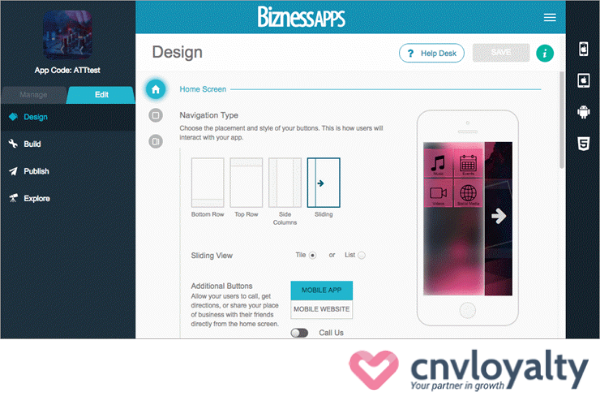 BIZNESSAPPS
App Code: ATTtest
Manage
Edit
Design
Build
Publish
Explore
Design
? Help Desk
SAVE
i
Home Screen
Navigation Type
Choose the placement and style of your buttons. This is how users will
interact with your app.
Bottom Row
Top Row
Side
Columns
Sliding
Sliding View
Tile or List
Additional Buttons
Allow your users to call, get
directions, or share your place
of business with their friends
directly from the home screen.
MOBILE APP
MOBILE WEBSITE
Call Us
Music
Events
Videos
5
cnvloyalty
Your partner in growth